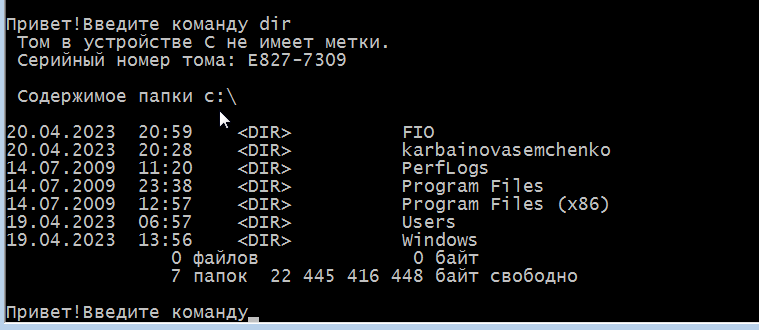 Привет!Введите команду dir
Том в устройстве C не имеет метки.
Серийный номер тома: E827-7309
Содержимое папки c:\
20.04.2023  20:59    <DIR>          FIO
20.04.2023  20:28    <DIR>          karbainovasemchenko
14.07.2009  11:20    <DIR>          PerfLogs
14.07.2009  23:38    <DIR>          Program Files
14.07.2009  12:57    <DIR>          Program Files (x86)
19.04.2023  06:57    <DIR>          Users
19.04.2023  13:56    <DIR>          Windows
0 файлов              0 байт
7 папок  22 445 416 448 байт свободно
Привет!Введите команду_